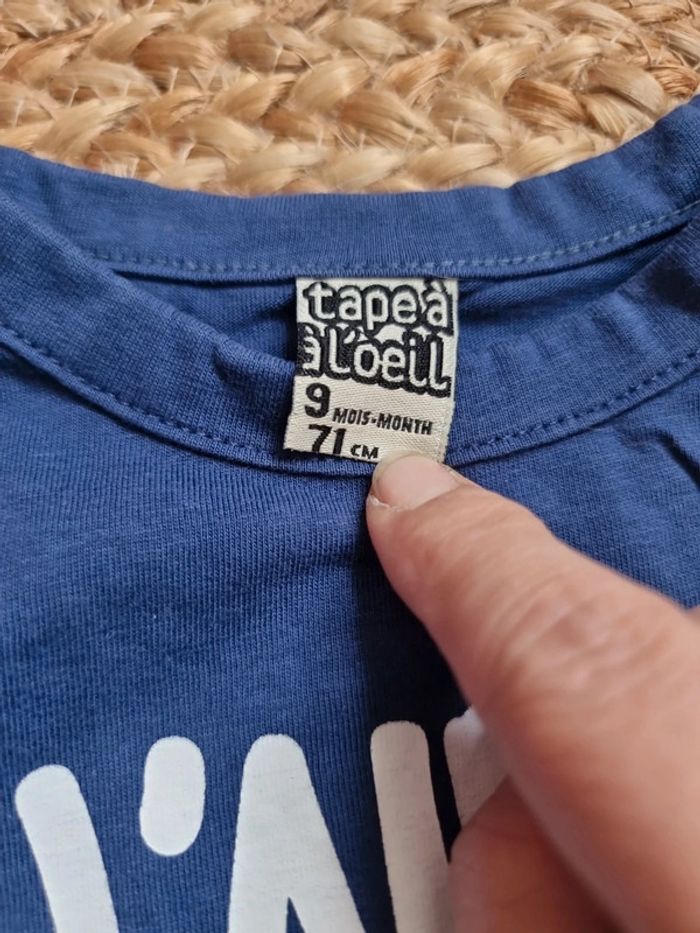 tape à
à l'oeil
9 MOIS-MONTH
71 CM